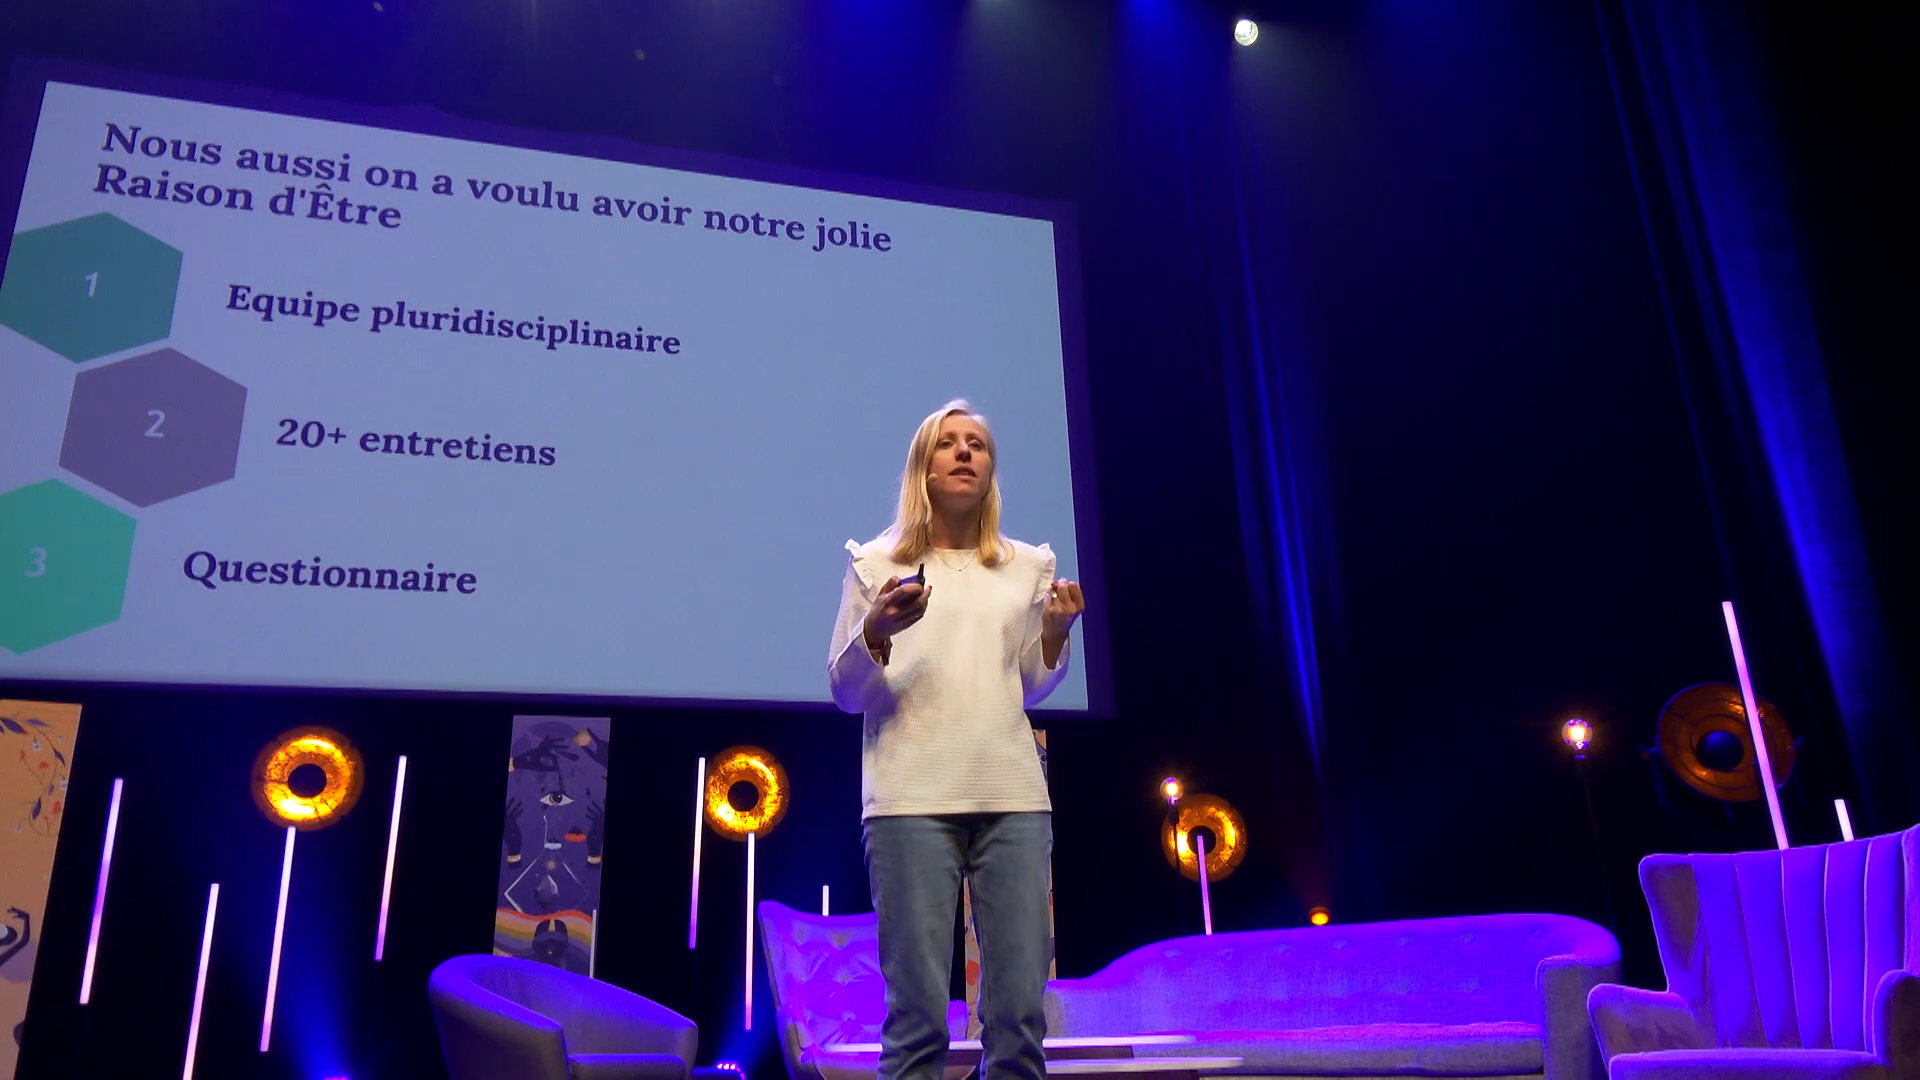 Nous aussi on a voulu avoir notre jolie
Raison d'Être
1
Equipe pluridisciplinaire
2
20+ entretiens
3
Questionnaire